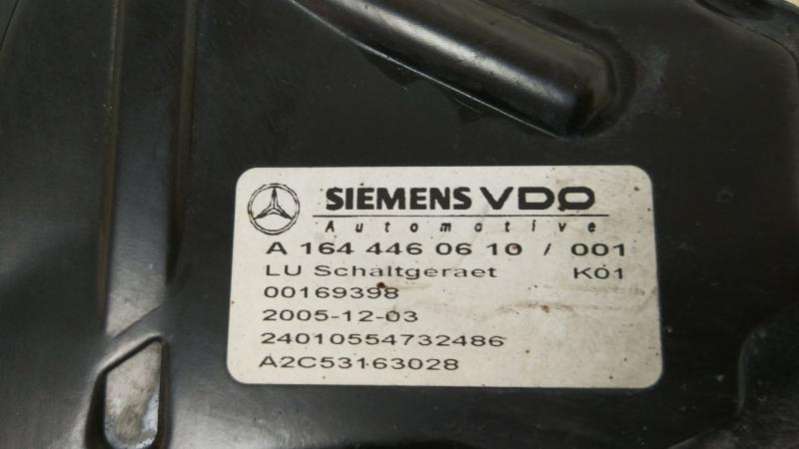 SIEMENS VDO
Automotive
A 164 446 06 10 / 001
LU Schaltgeraet K01
00169398
2005-12-03
24010554732486
A2C53163028